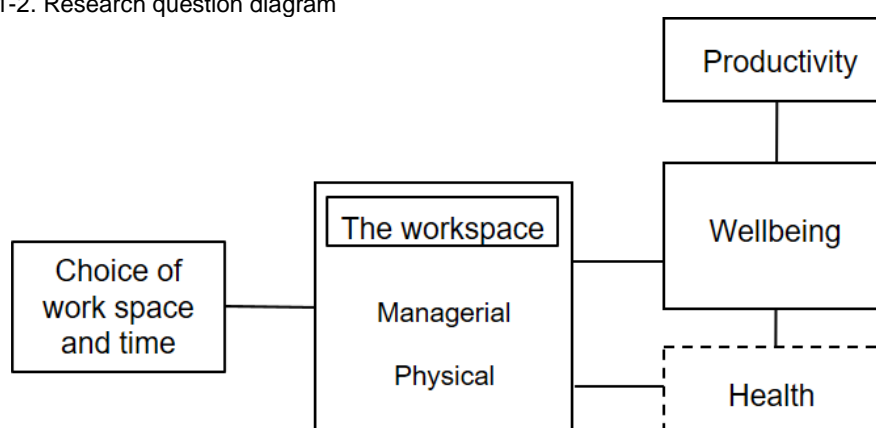 1-2. Research question diagram
Productivity
The workspace
Wellbeing
Choice of
work space
and time
Managerial
Physical
Health